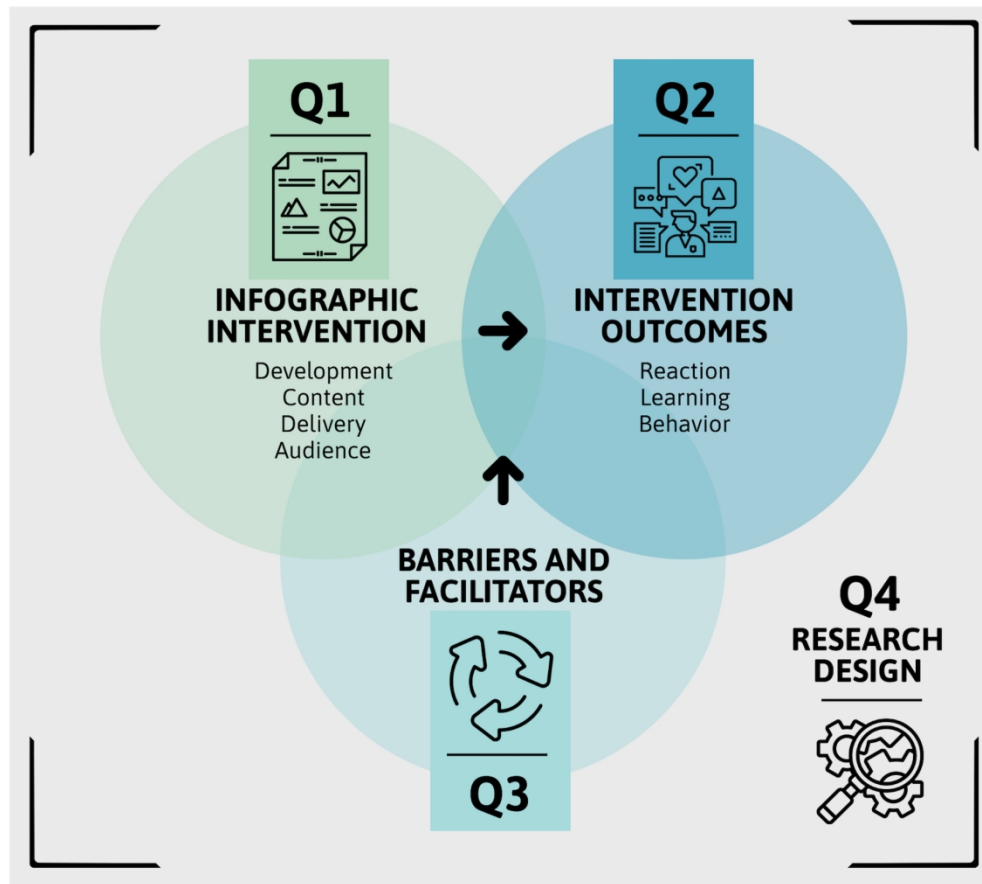 Q1
INFOGRAPHIC
INTERVENTION
Development
Content
Delivery
Audience
Q2
INTERVENTION
OUTCOMES
Reaction
Learning
Behavior
BARRIERS AND
FACILITATORS
Q3
Q4
RESEARCH
DESIGN